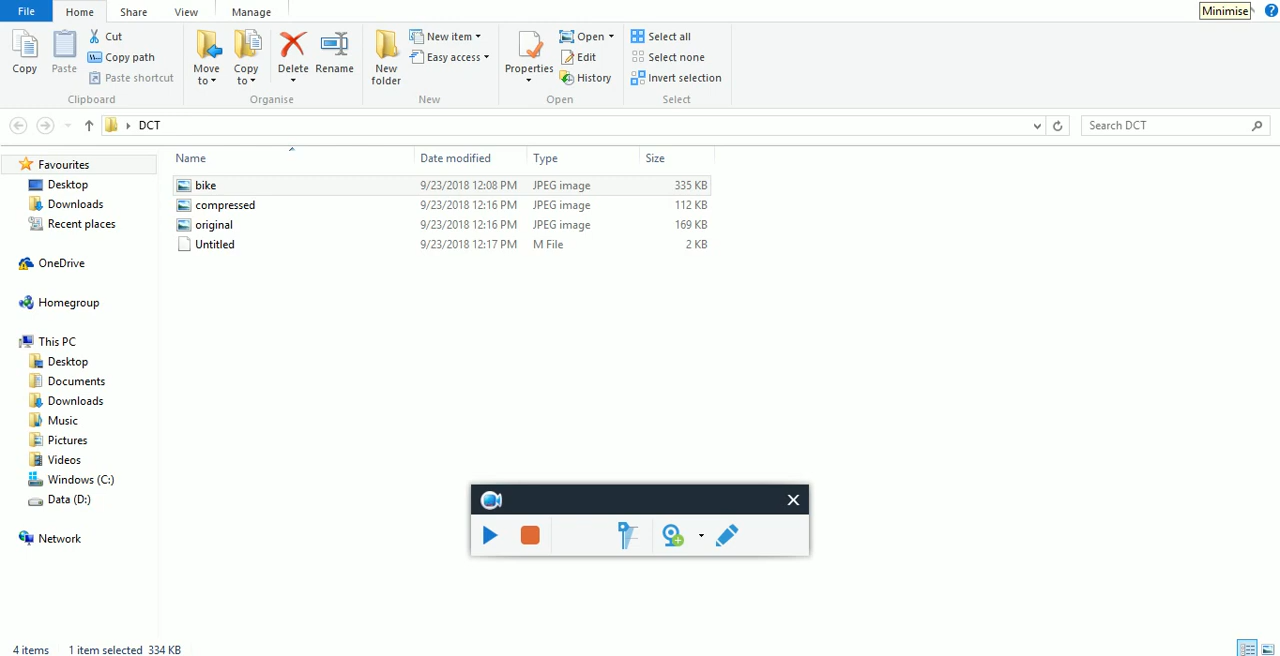 File Home Share View Manage Minimise
Copy Paste Cut Copy path Paste shortcut
Clipboard
Move to Copy to Delete Rename
Organise
New folder New item Easy access
New
Properties Open Edit History
Open
Select all Select none Invert selection
Select
DCT
Search DCT
Favourites
Desktop
Downloads
Recent places
OneDrive
Homegroup
This PC
Desktop
Documents
Downloads
Music
Pictures
Videos
Windows (C:)
Data (D:)
Network
Name Date modified Type Size
bike 9/23/2018 12:08 PM JPEG image 335 KB
compressed 9/23/2018 12:16 PM JPEG image 112 KB
original 9/23/2018 12:16 PM JPEG image 169 KB
Untitled 9/23/2018 12:17 PM M File 2 KB
4 items 1 item selected 334 KB